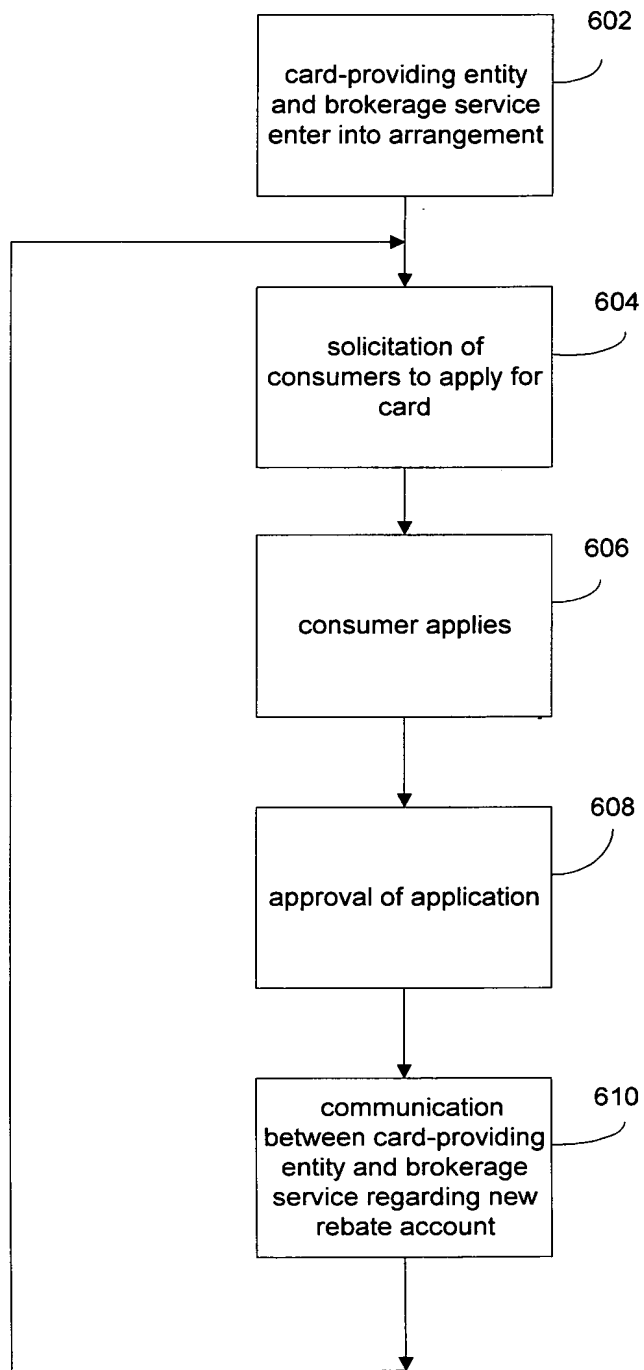 602
card-providing entity
and brokerage service
enter into arrangement
604
solicitation of
consumers to apply for
card
606
consumer applies
608
approval of application
610
communication
between card-providing
entity and brokerage
service regarding new
rebate account